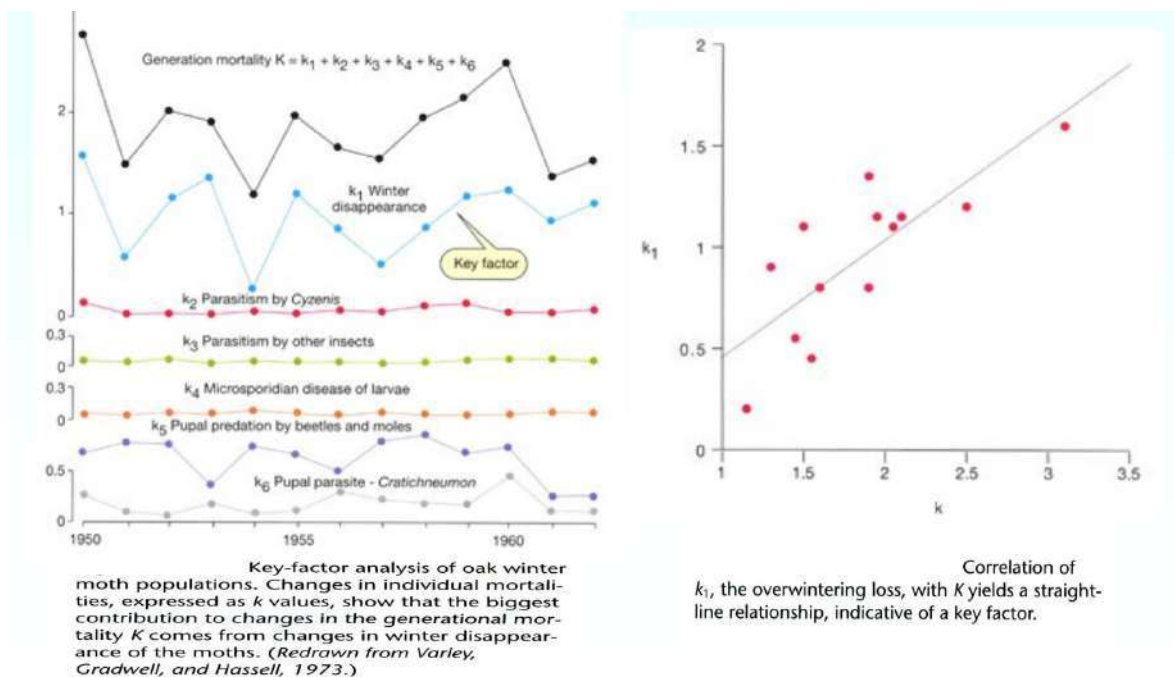 Generation mortality K = k1 + k2 + k3 + k4 + k5 + k6
2
k1 Winter
disappearance
1
Key factor
k2 Parasitism by Cyzenis
0
0.3
k3 Parasitism by other insects
0
0.3
k4 Microsporidian disease of larvae
0
k5 Pupal predation by beetles and moles
0.5
k6 Pupal parasite - Cratichneumon
0
1950 1955 1960
Key-factor analysis of oak winter
moth populations. Changes in individual mortali-
ties, expressed as k values, show that the biggest
contribution to changes in the generational mor-
tality K comes from changes in winter disappear-
ance of the moths. (Redrawn from Varley,
Gradwell, and Hassell, 1973.)
2
1.5
k1
1
0.5
0
1 1.5 2 2.5 3 3.5
k
Correlation of
k1, the overwintering loss, with K yields a straight-
line relationship, indicative of a key factor.